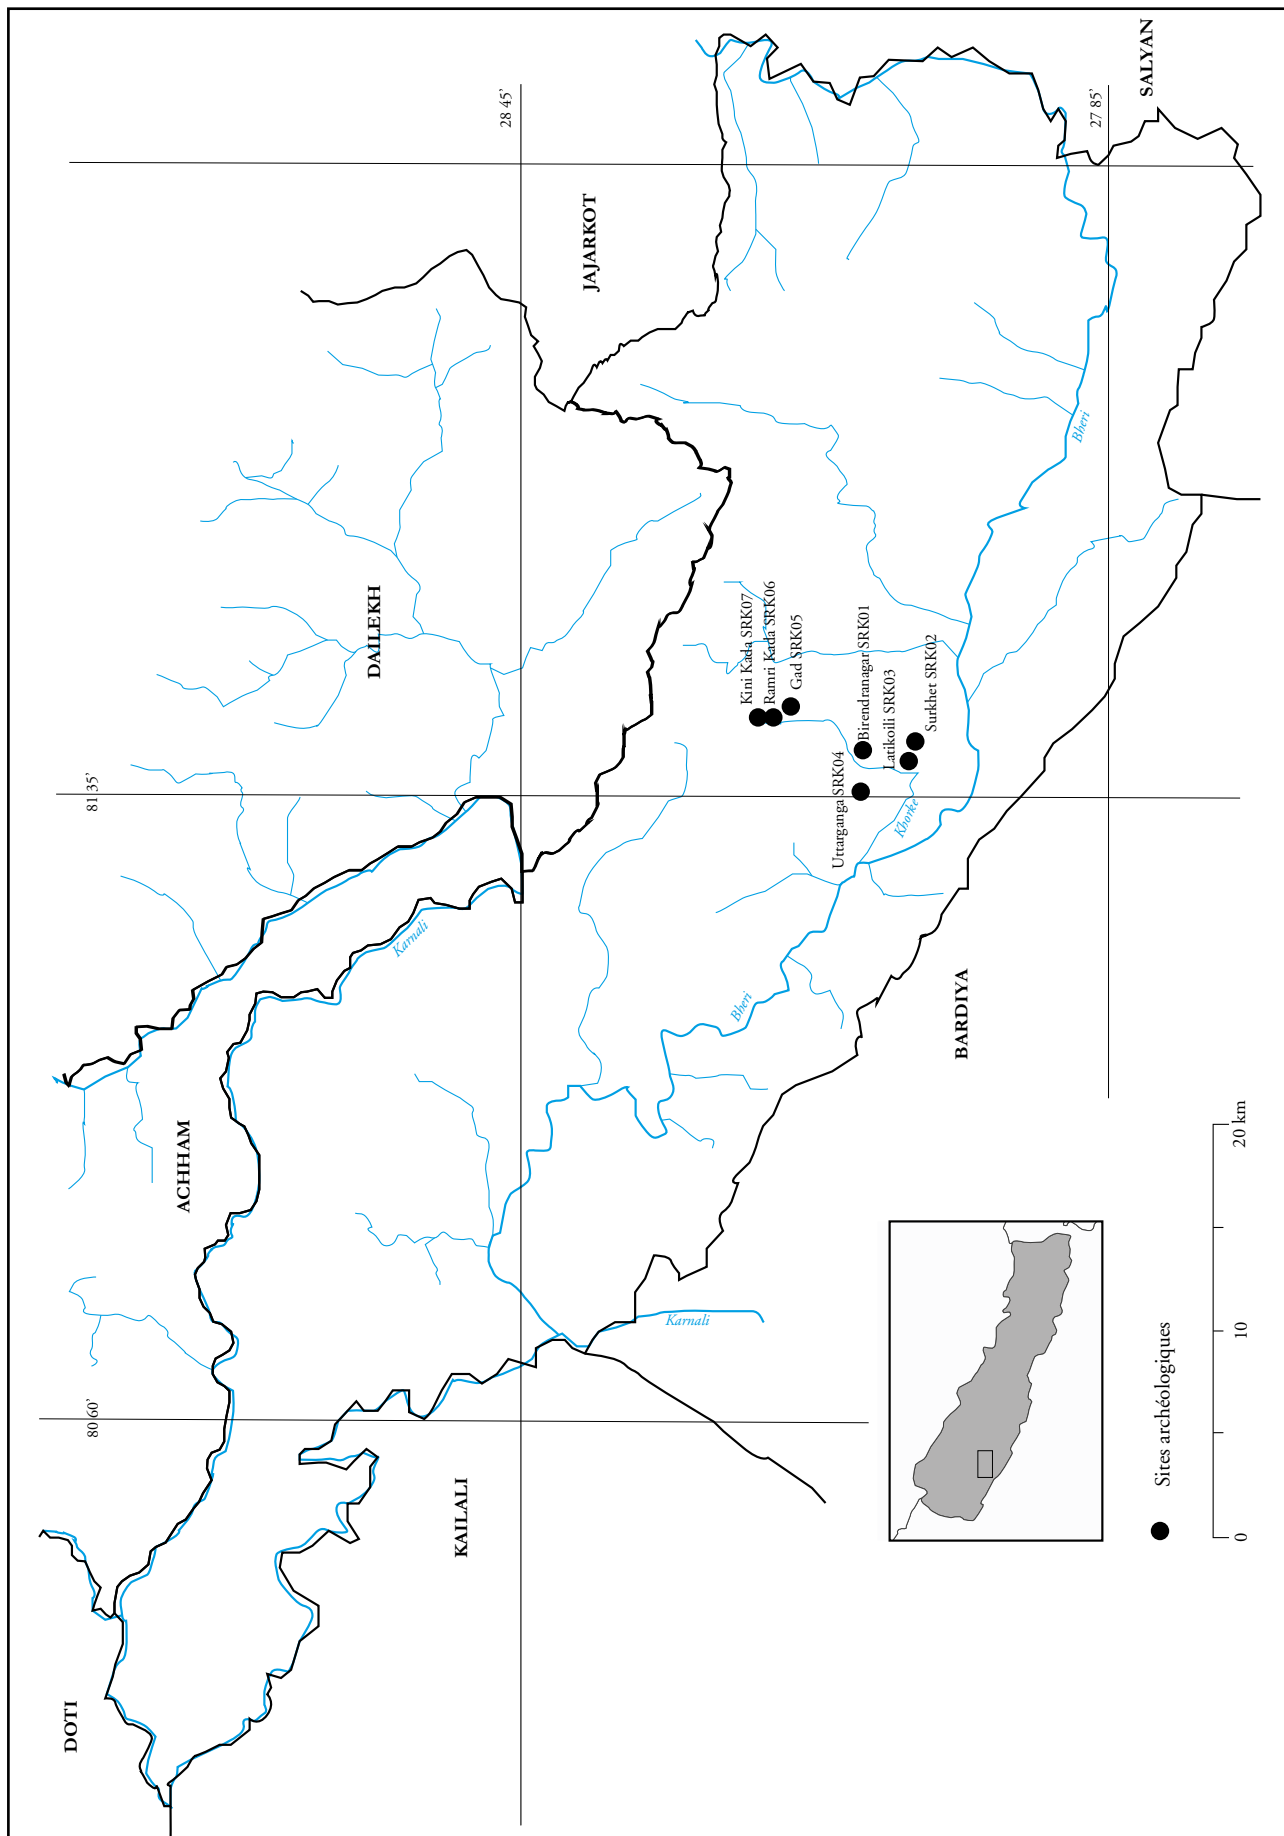 DOTI
ACHHAM
DAILEKH
JAJARKOT
SALYAN
KAILALI
BARDIYA
80 60'
81 35'
28 45'
27 85'
Karnali
Karnali
Bheri
Bheri
Khorke
Kini Kada SRK07
Ramri Kada SRK06
Gad SRK05
Birendranagar SRK01
Latikoili SRK03
Surkhet SRK02
Uttarganga SRK04
Sites archéologiques
0
10
20 km